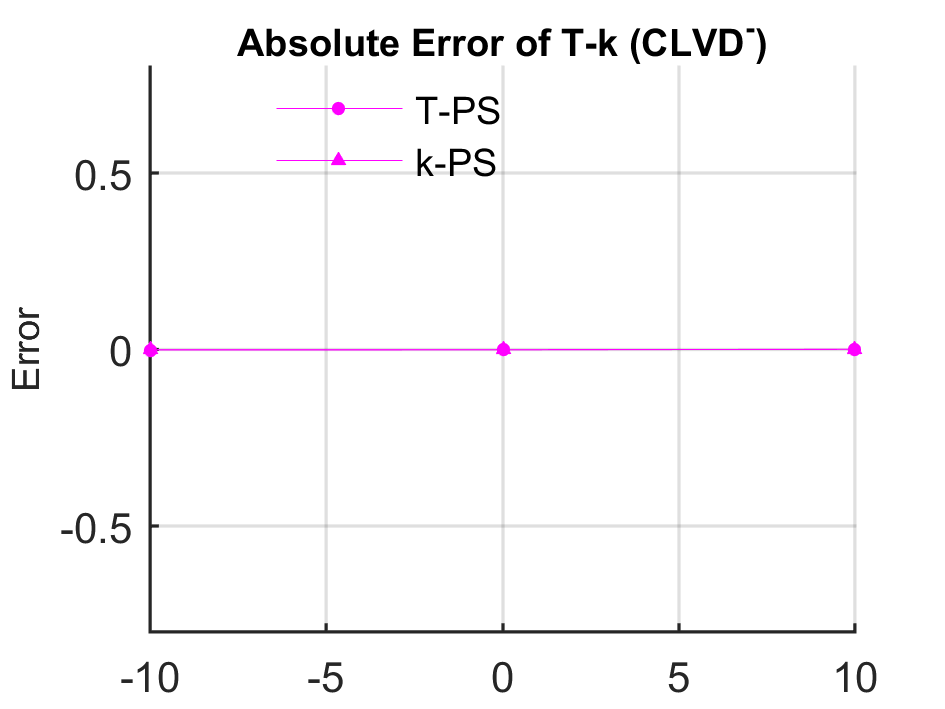 Absolute Error of T-k (CLVD⁻)
T-PS
k-PS
0.5
0
-0.5
Error
-10 -5 0 5 10